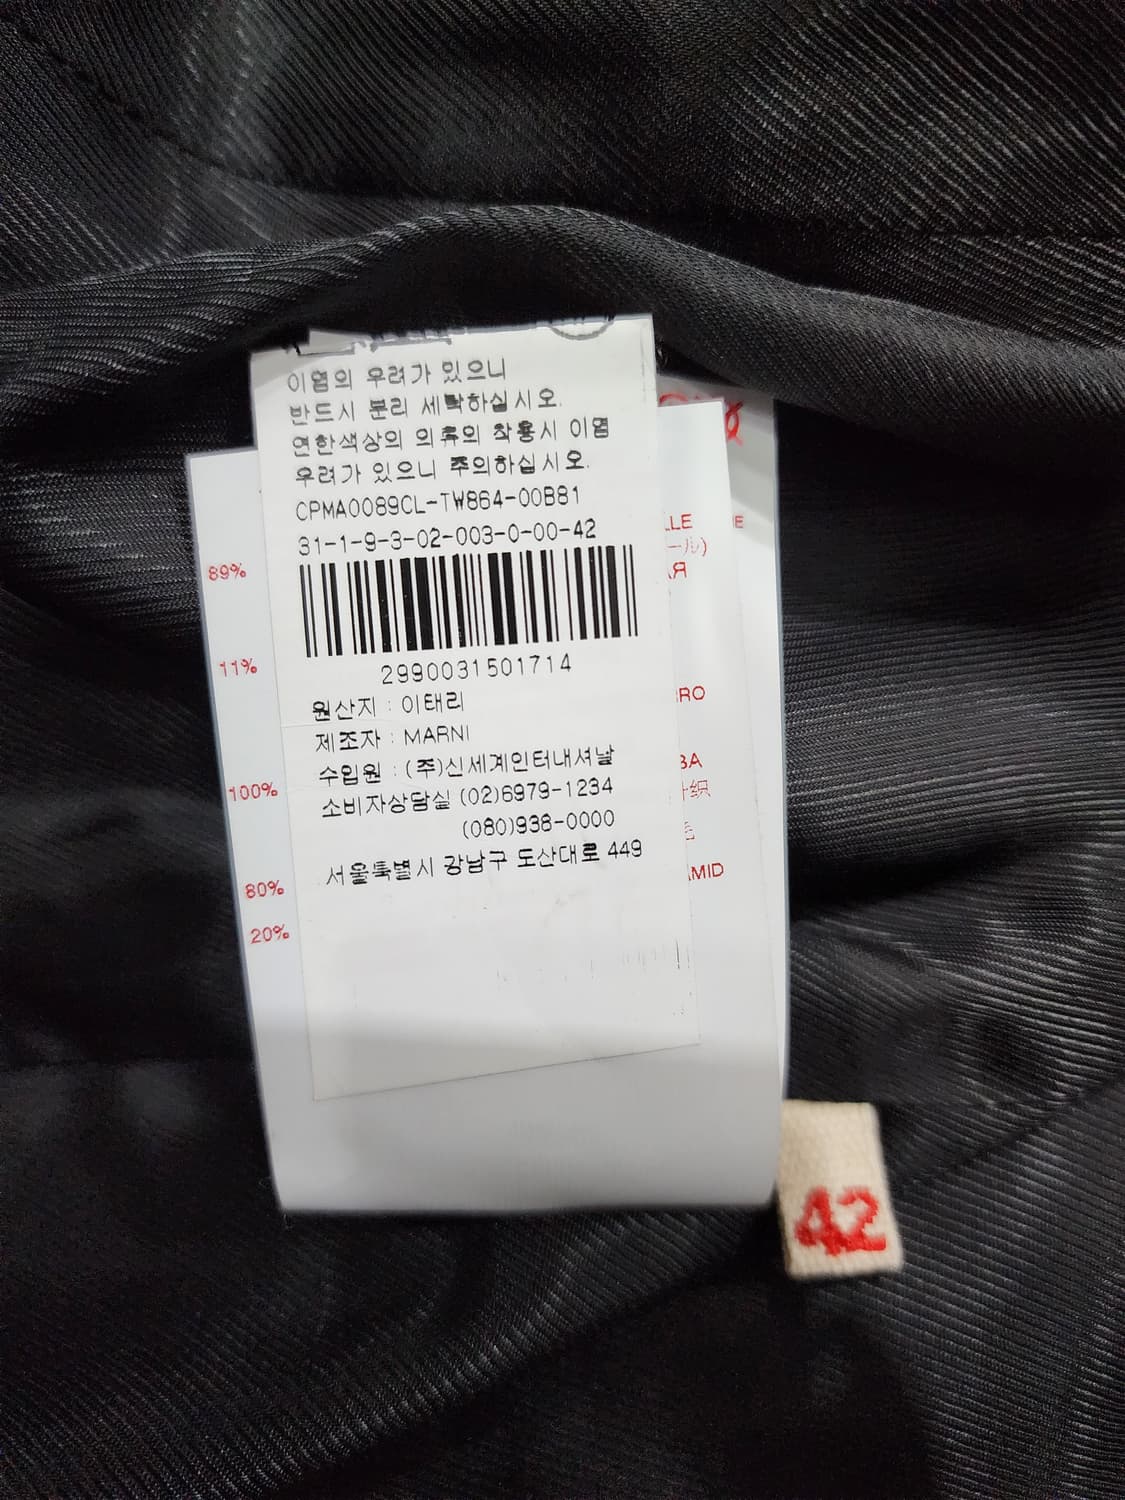 이염의 우려가 있으니
반드시 분리 세탁하십시오.
연한색상의 의류의 착용시 이염
우려가 있으니 주의하십시오.
CPMA0089CL-TW864-00B81
31-1-9-3-02-003-0-00-42
2990031501714
원산지 : 이태리
제조자 : MARNI
수입원 : (주)신세계인터내셔날
소비자상담실 (02)6979-1234
(080)938-0000
서울특별시 강남구 도산대로 449
89%
11%
100%
80%
20%
42